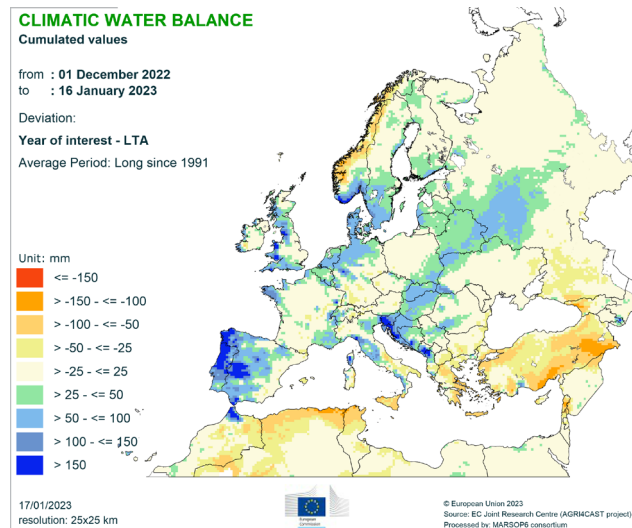 CLIMATIC WATER BALANCE
Cumulated values
from : 01 December 2022
to : 16 January 2023
Deviation:
Year of interest - LTA
Average Period: Long since 1991
Unit: mm
<= -150
> -150 - <= -100
> -100 - <= -50
> -50 - <= -25
> -25 - <= 25
> 25 - <= 50
> 50 - <= 100
> 100 - <= 150
> 150
17/01/2023
resolution: 25x25 km
European
Commission
© European Union 2023
Source: EC Joint Research Centre (AGRI4CAST project)
Processed by: MARSOP6 consortium